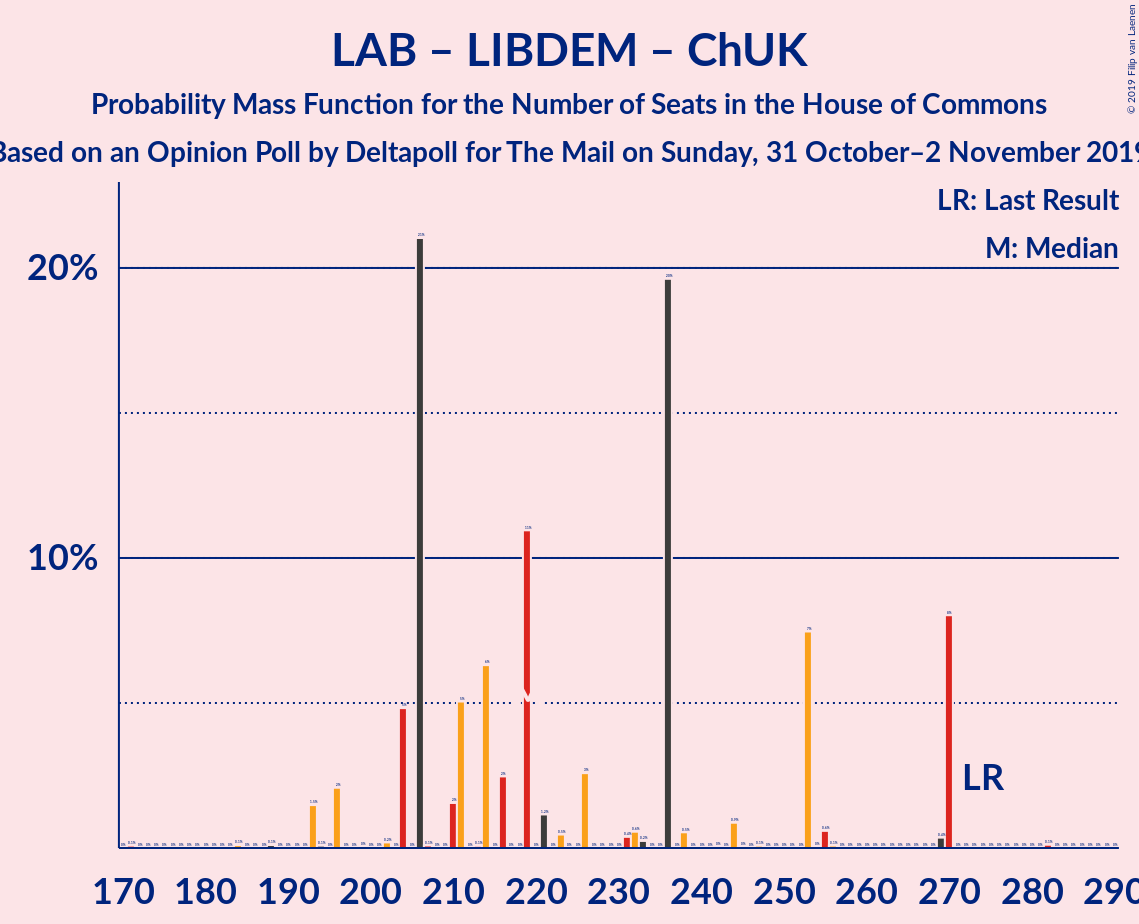 LAB – LIBDEM – ChUK
Probability Mass Function for the Number of Seats in the House of Commons
Based on an Opinion Poll by Deltapoll for The Mail on Sunday, 31 October–2 November 2019
© 2019 Filip van Laenen
LR: Last Result
M: Median
20%
10%
LR
170 180 190 200 210 220 230 240 250 260 270 280 290